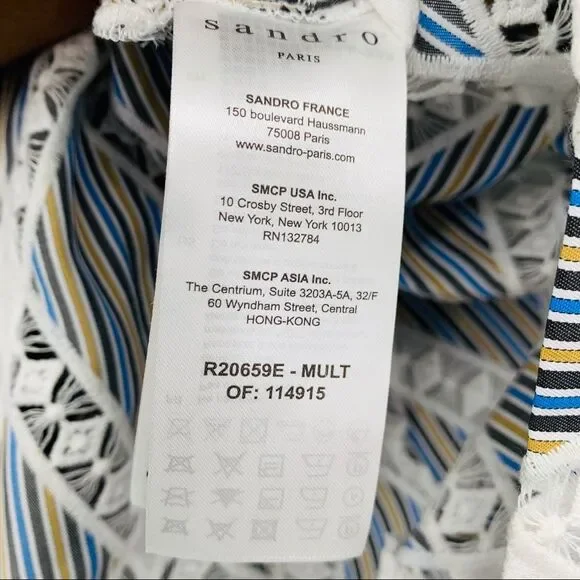 sandro
PARIS
SANDRO FRANCE
150 boulevard Haussmann
75008 Paris
www.sandro-paris.com
SMCP USA Inc.
10 Crosby Street, 3rd Floor
New York, New York 10013
RN132784
SMCP ASIA Inc.
The Centrium, Suite 3203A-5A, 32/F
60 Wyndham Street, Central
HONG-KONG
R20659E - MULT
OF: 114915